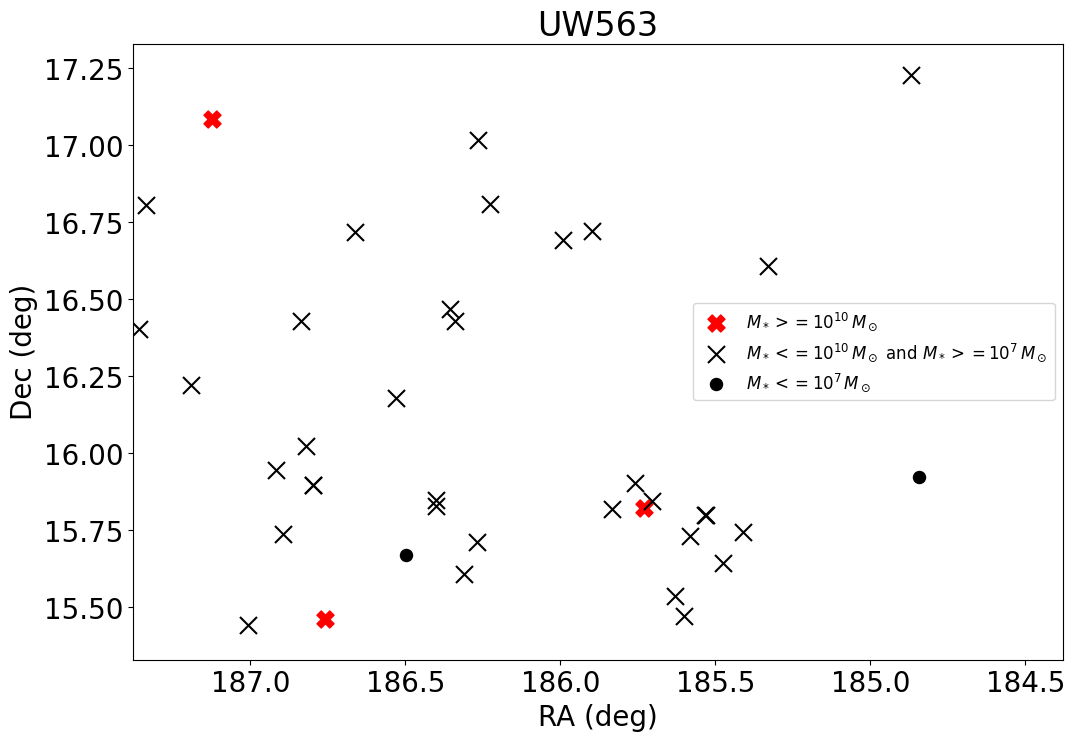 UW563
17.25
17.00
16.75
16.50
16.25
16.00
15.75
15.50
Dec (deg)
M* >= 10^10 M⊙
M* <= 10^10 M⊙ and M* >= 10^7 M⊙
M* <= 10^7 M⊙
187.0 186.5 186.0 185.5 185.0 184.5
RA (deg)